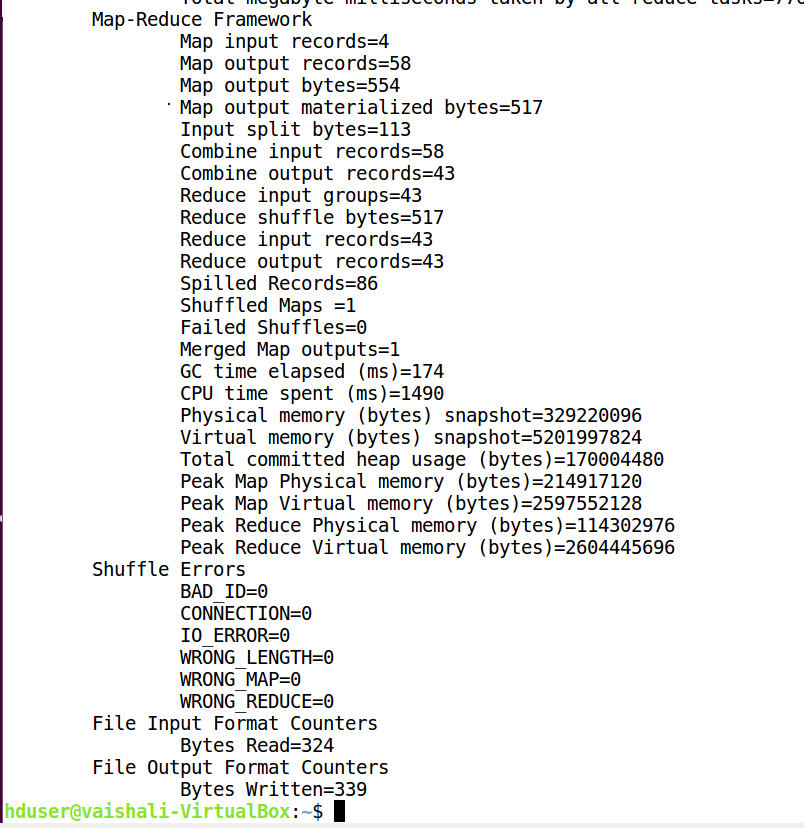 Total megabyte-milliseconds taken by all reduce tasks=
Map-Reduce Framework
Map input records=4
Map output records=58
Map output bytes=554
Map output materialized bytes=517
Input split bytes=113
Combine input records=58
Combine output records=43
Reduce input groups=43
Reduce shuffle bytes=517
Reduce input records=43
Reduce output records=43
Spilled Records=86
Shuffled Maps =1
Failed Shuffles=0
Merged Map outputs=1
GC time elapsed (ms)=174
CPU time spent (ms)=1490
Physical memory (bytes) snapshot=329220096
Virtual memory (bytes) snapshot=5201997824
Total committed heap usage (bytes)=170004480
Peak Map Physical memory (bytes)=214917120
Peak Map Virtual memory (bytes)=2597552128
Peak Reduce Physical memory (bytes)=114302976
Peak Reduce Virtual memory (bytes)=2604445696
Shuffle Errors
BAD_ID=0
CONNECTION=0
IO_ERROR=0
WRONG_LENGTH=0
WRONG_MAP=0
WRONG_REDUCE=0
File Input Format Counters
Bytes Read=324
File Output Format Counters
Bytes Written=339
hduser@vaishali-VirtualBox:~$